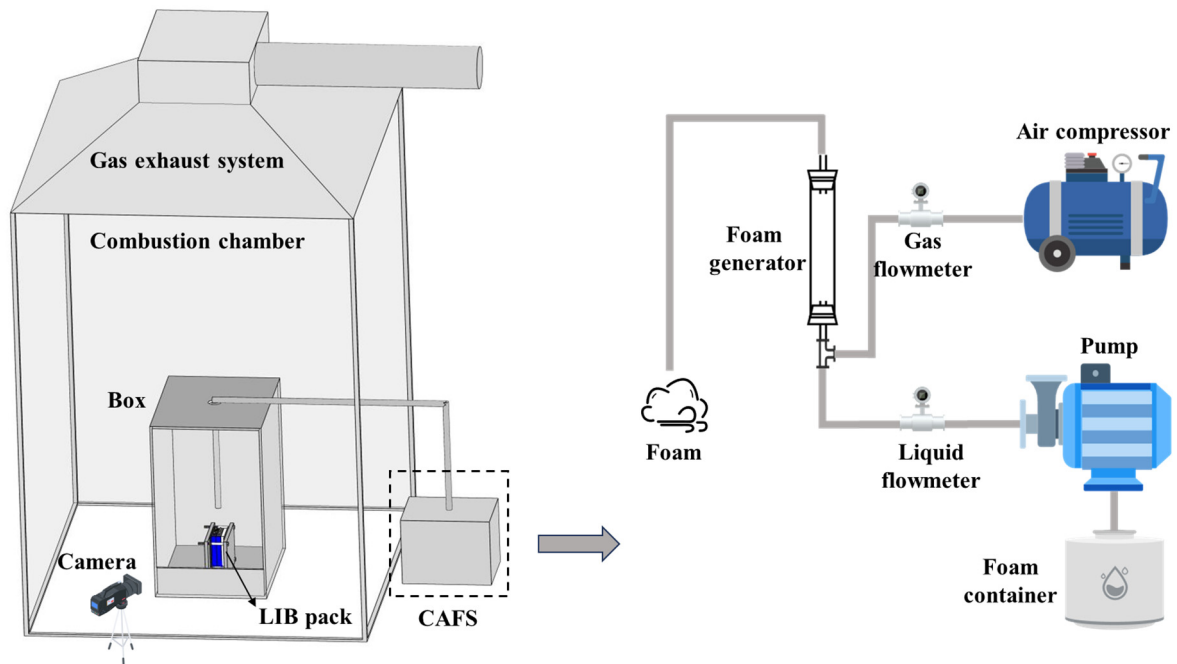 Gas exhaust system
Combustion chamber
Box
Camera
LIB pack
CAFS
Air compressor
Foam
generator
Gas
flowmeter
Pump
Foam
Liquid
flowmeter
Foam
container